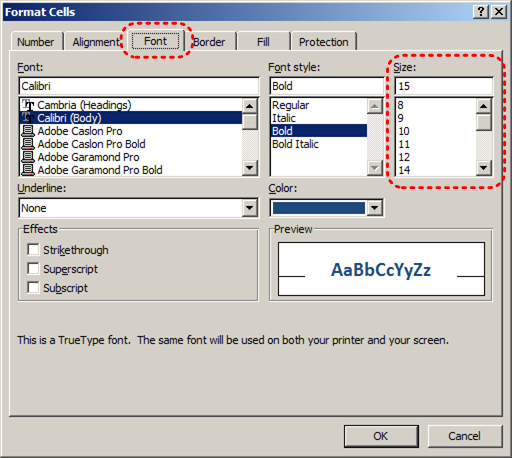 Format Cells
Number Alignment Font Border Fill Protection
Font: Font style: Size:
Calibri Bold 15
Cambria (Headings) Regular 8
Calibri (Body) Italic 9
Adobe Caslon Pro Bold 10
Adobe Caslon Pro Bold Bold Italic 11
Adobe Garamond Pro 12
Adobe Garamond Pro Bold 14
Underline: Color:
None
Effects Preview
Strikethrough
Superscript AaBbCcYyZz
Subscript
This is a TrueType font. The same font will be used on both your printer and your screen.
OK Cancel